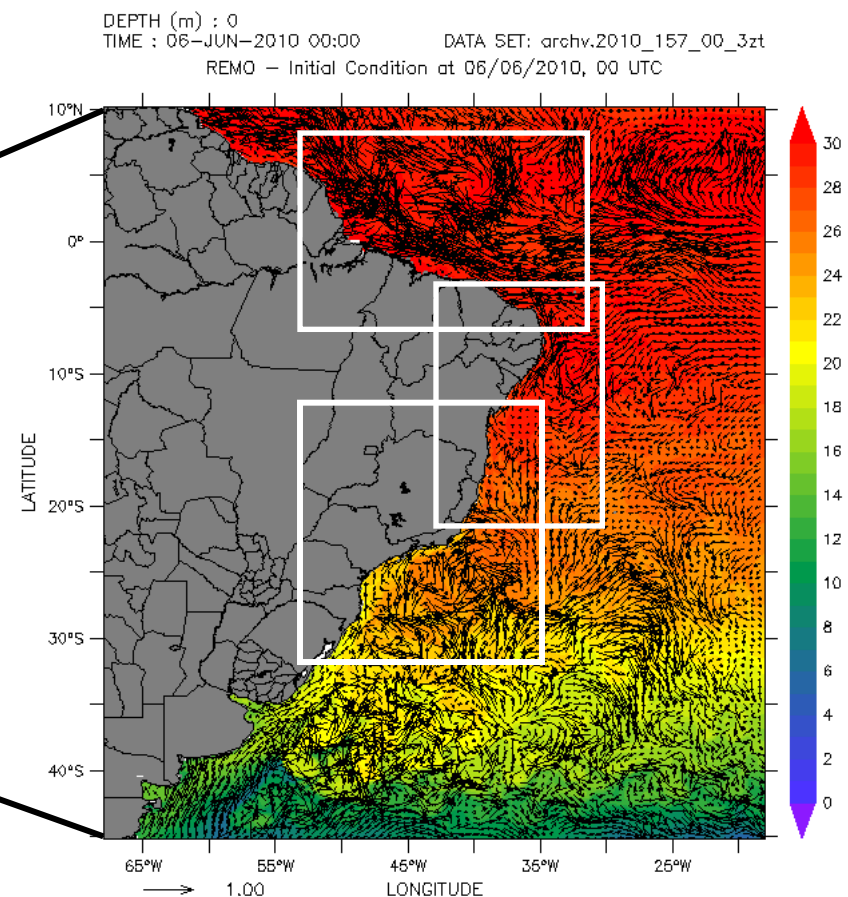 DEPTH (m) : 0
TIME : 06-JUN-2010 00:00 DATA SET: archv.2010_157_00_3zt
REMO - Initial Condition at 06/06/2010, 00 UTC
10°N
0°
10°S
20°S
30°S
40°S
LATITUDE
30
28
26
24
22
20
18
16
14
12
10
8
6
4
2
0
65°W 55°W 45°W 35°W 25°W
1.00 LONGITUDE